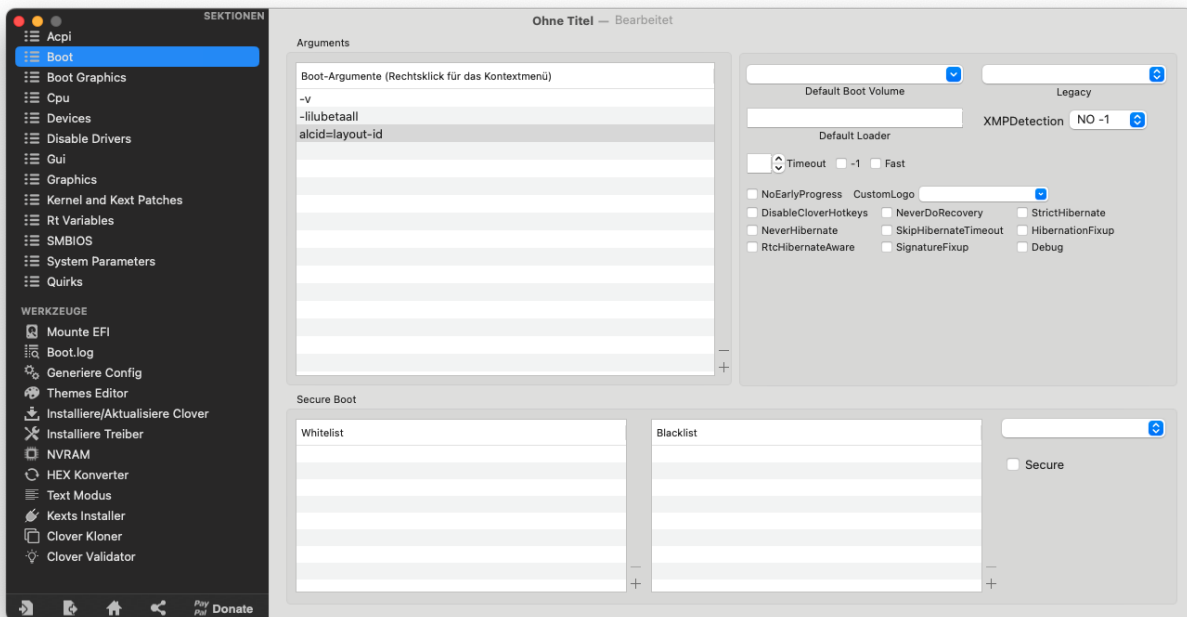 SEKTIONEN
Acpi
Boot
Boot Graphics
Cpu
Devices
Disable Drivers
Gui
Graphics
Kernel and Kext Patches
Rt Variables
SMBIOS
System Parameters
Quirks
WERKZEUGE
Mounte EFI
Boot.log
Generiere Config
Themes Editor
Installiere/Aktualisiere Clover
Installiere Treiber
NVRAM
HEX Konverter
Text Modus
Kexts Installer
Clover Kloner
Clover Validator
Pay Pal Donate
Ohne Titel — Bearbeitet
Arguments
Boot-Argumente (Rechtsklick für das Kontextmenü)
-v
-lilubetaall
alcid=layout-id
Default Boot Volume
Legacy
Default Loader
XMPDetection NO -1
Timeout -1 Fast
NoEarlyProgress CustomLogo
DisableCloverHotkeys NeverDoRecovery StrictHibernate
NeverHibernate SkipHibernateTimeout HibernationFixup
RtcHibernateAware SignatureFixup Debug
Secure Boot
Whitelist
Blacklist
Secure